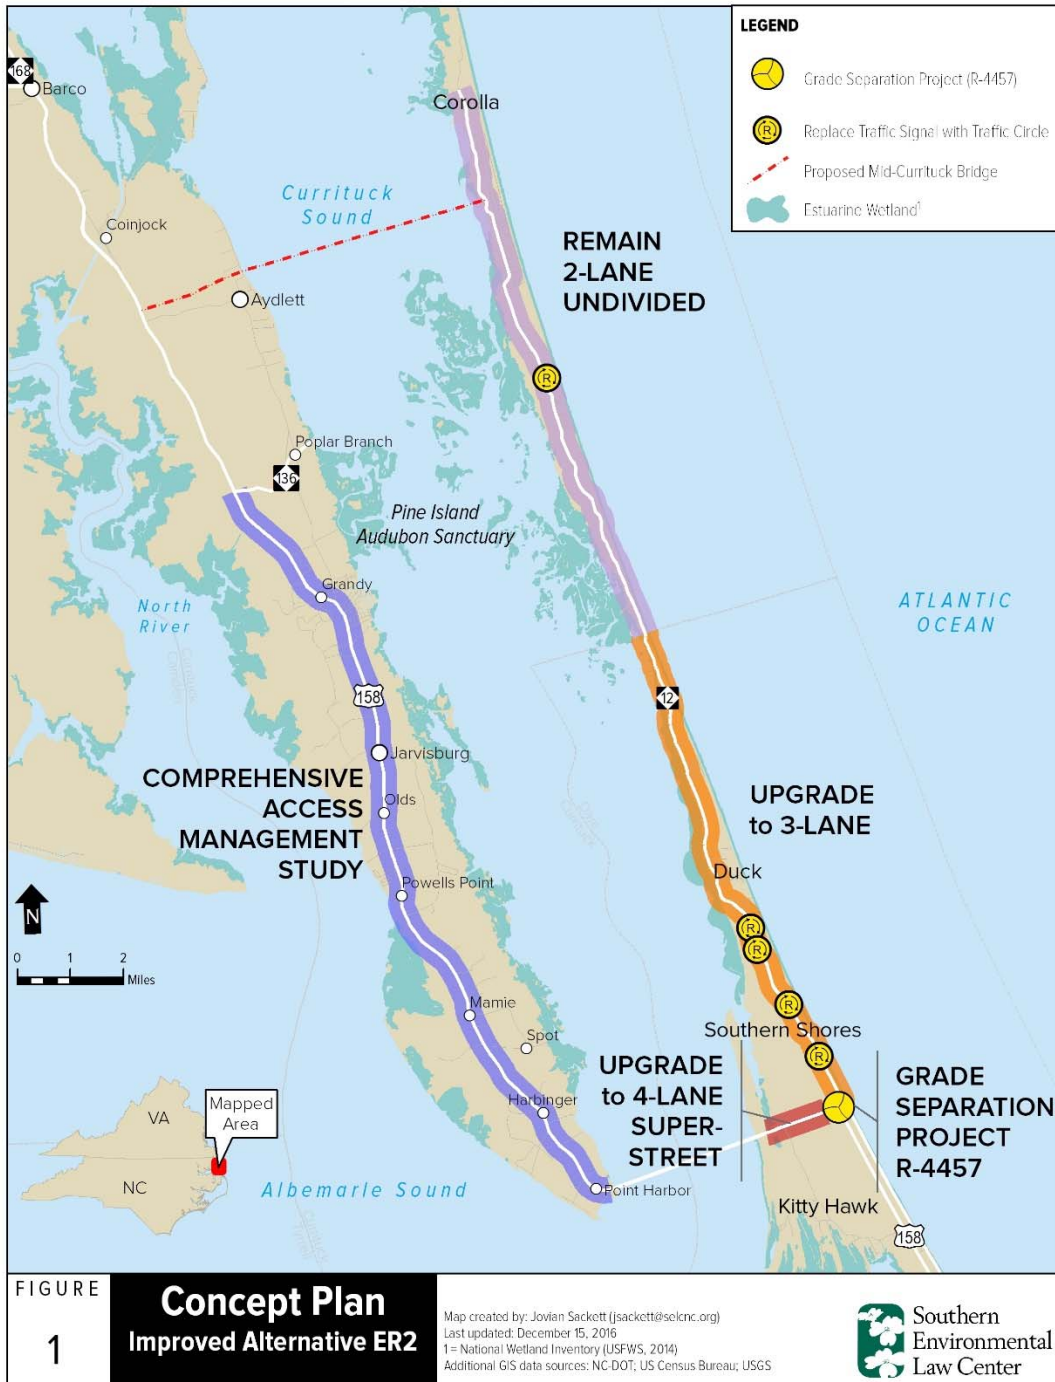 LEGEND
Grade Separation Project (R-4457)
Replace Traffic Signal with Traffic Circle
Proposed Mid-Currituck Bridge
Estuarine Wetland¹
168
Barco
Corolla
Currituck
Sound
Coinjock
REMAIN
2-LANE
UNDIVIDED
Aydlett
R
Poplar Branch
136
Pine Island
Audubon Sanctuary
Grandy
North
River
ATLANTIC
OCEAN
158
12
Jarvisburg
COMPREHENSIVE
ACCESS
MANAGEMENT
STUDY
Olds
UPGRADE
to 3-LANE
Duck
Powells Point
N
R
R
0 1 2
Miles
R
Mamie
Southern Shores
Spot
R
UPGRADE
to 4-LANE
SUPER-
STREET
GRADE
SEPARATION
PROJECT
R-4457
Harbinger
VA
Mapped
Area
NC
Albemarle Sound
Point Harbor
Kitty Hawk
158
FIGURE
1
Concept Plan
Improved Alternative ER2
Map created by: Jovian Sackett (jsackett@selcnc.org)
Last updated: December 15, 2016
1 = National Wetland Inventory (USFWS, 2014)
Additional GIS data sources: NC-DOT; US Census Bureau; USGS
Southern
Environmental
Law Center